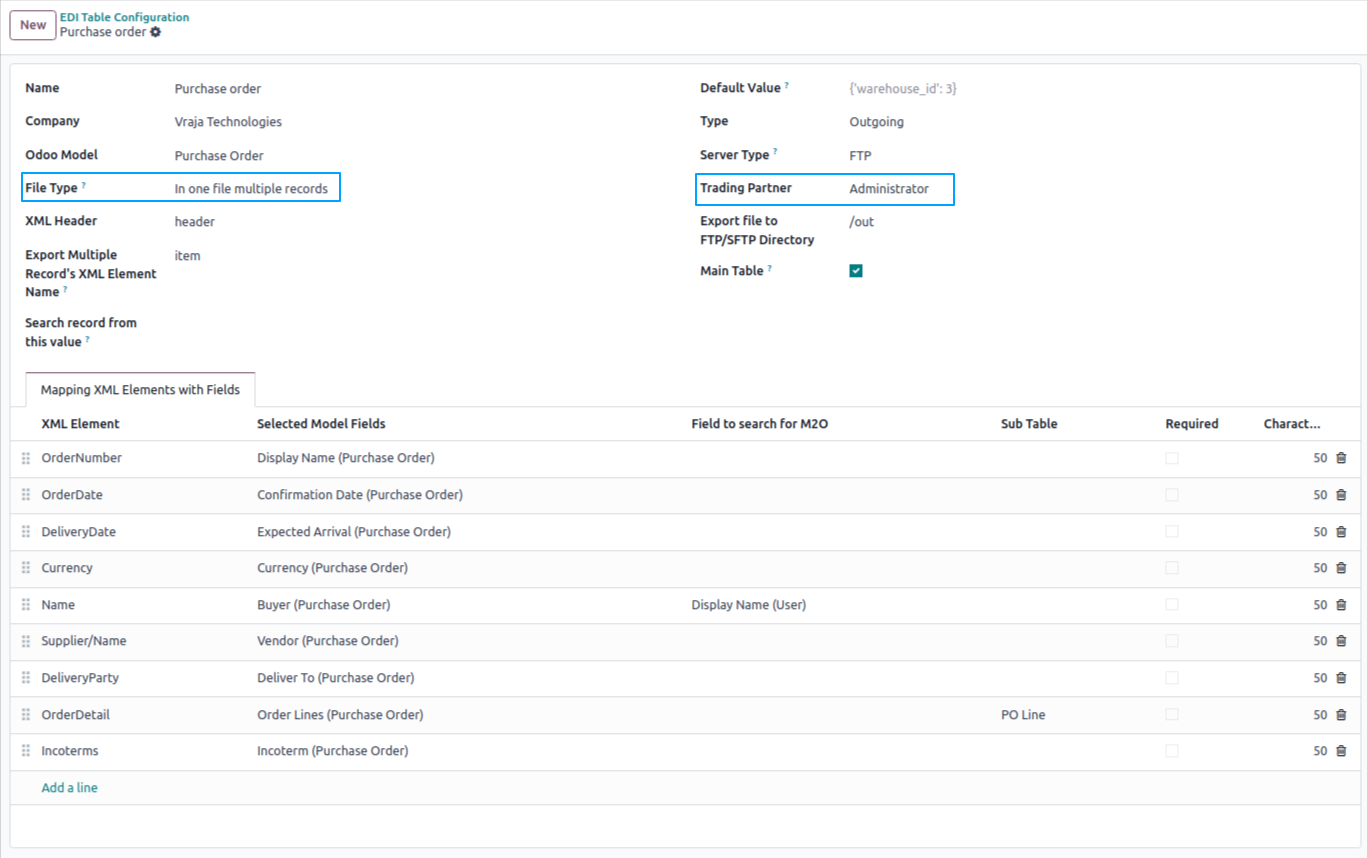 New
EDI Table Configuration
Purchase order
Name Purchase order
Company Vraja Technologies
Odoo Model Purchase Order
File Type ? In one file multiple records
XML Header header
Export Multiple Record's XML Element Name ? item
Search record from this value ?
Default Value ? {'warehouse_id': 3}
Type Outgoing
Server Type ? FTP
Trading Partner Administrator
Export file to FTP/SFTP Directory /out
Main Table ?
Mapping XML Elements with Fields
XML Element Selected Model Fields Field to search for M2O Sub Table Required Charact...
OrderNumber Display Name (Purchase Order) 50
OrderDate Confirmation Date (Purchase Order) 50
DeliveryDate Expected Arrival (Purchase Order) 50
Currency Currency (Purchase Order) 50
Name Buyer (Purchase Order) Display Name (User) 50
Supplier/Name Vendor (Purchase Order) 50
DeliveryParty Deliver To (Purchase Order) 50
OrderDetail Order Lines (Purchase Order) PO Line 50
Incoterms Incoterm (Purchase Order) 50
Add a line